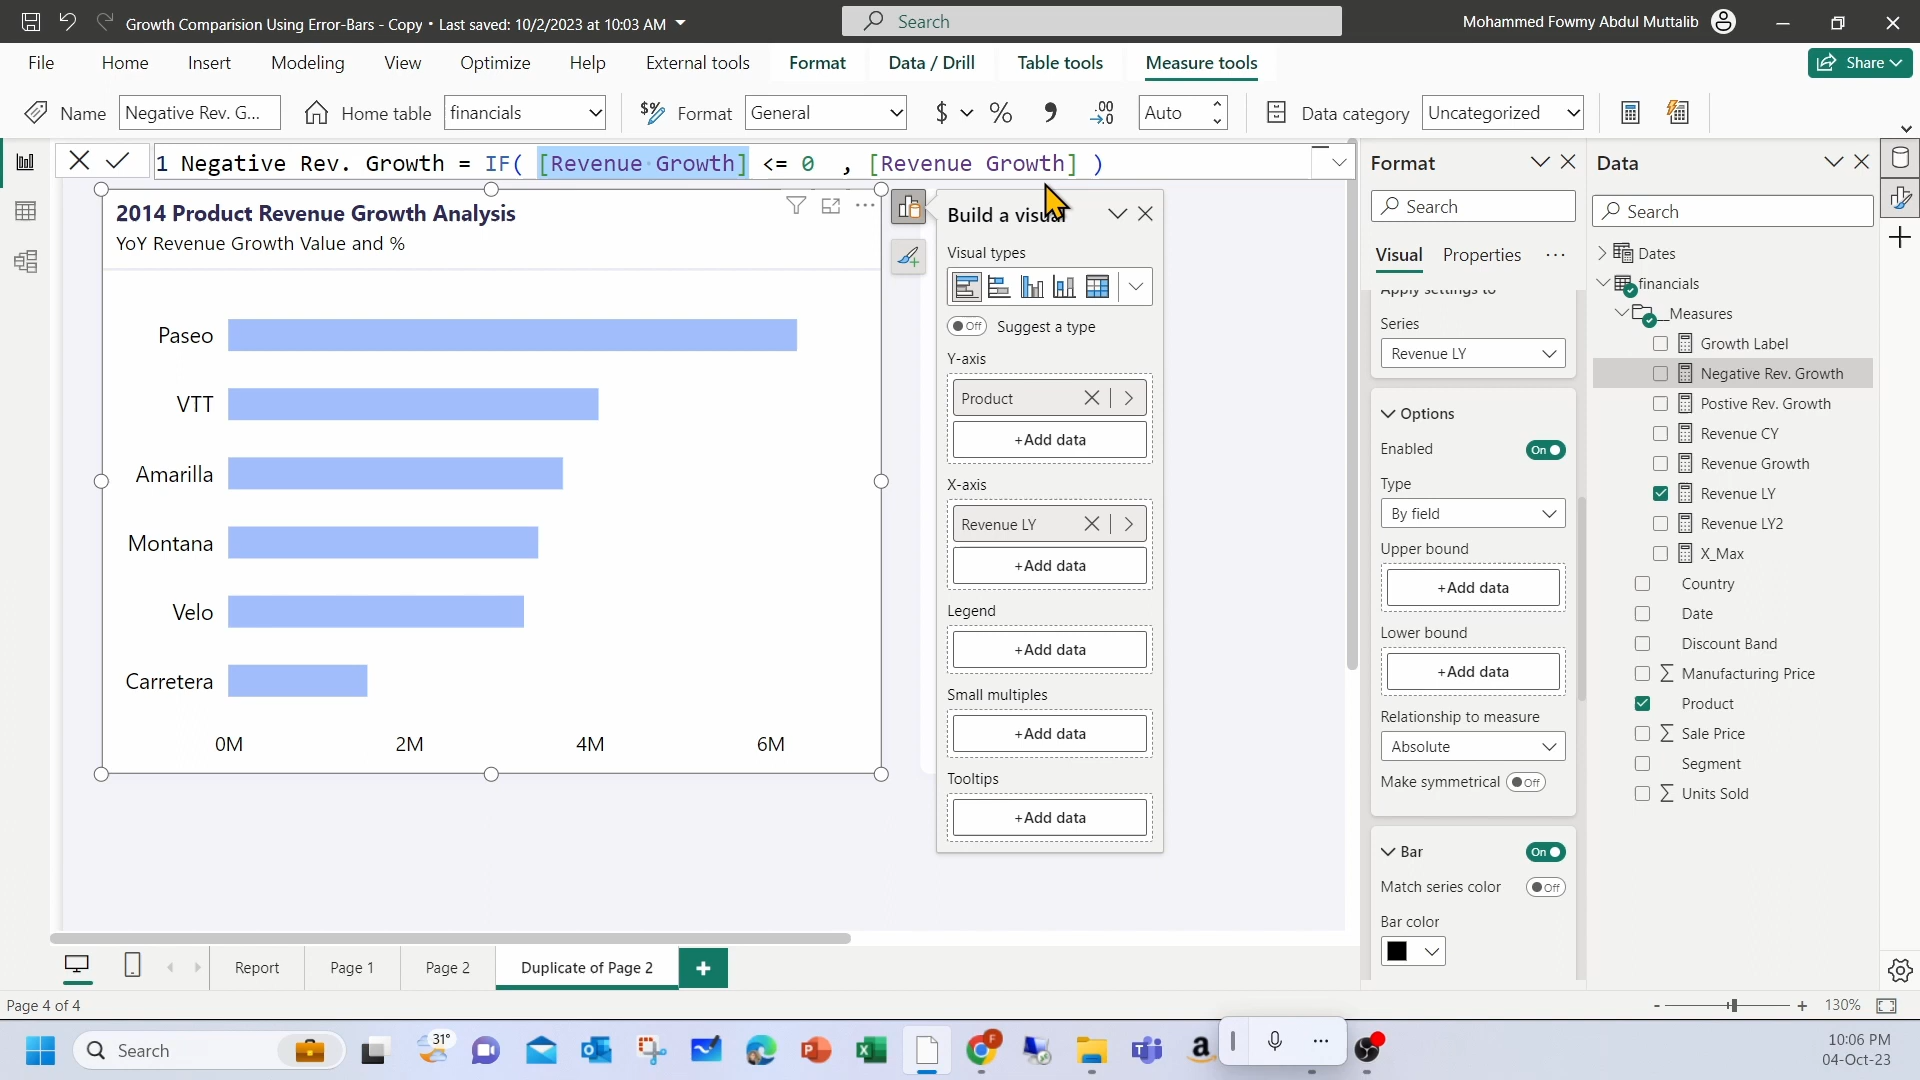 Growth Comparision Using Error-Bars - Copy • Last saved: 10/2/2023 at 10:03 AM
Search
Mohammed Fowmy Abdul Muttalib
File Home Insert Modeling View Optimize Help External tools Format Data / Drill Table tools Measure tools
Share
Name Negative Rev. G... Home table financials Format General $ % , .00 Auto Data category Uncategorized
1 Negative Rev. Growth = IF( [Revenue Growth] <= 0 , [Revenue Growth] )
2014 Product Revenue Growth Analysis
YoY Revenue Growth Value and %
Paseo
VTT
Amarilla
Montana
Velo
Carretera
0M 2M 4M 6M
Build a visual
Visual types
Off Suggest a type
Y-axis
Product
+Add data
X-axis
Revenue LY
+Add data
Legend
+Add data
Small multiples
+Add data
Tooltips
+Add data
Format
Search
Visual Properties
Apply settings to
Series
Revenue LY
Options
Enabled On
Type
By field
Upper bound
+Add data
Lower bound
+Add data
Relationship to measure
Absolute
Make symmetrical Off
Bar On
Match series color Off
Bar color
Data
Search
Dates
financials
_Measures
Growth Label
Negative Rev. Growth
Postive Rev. Growth
Revenue CY
Revenue Growth
Revenue LY
Revenue LY2
X_Max
Country
Date
Discount Band
Manufacturing Price
Product
Sale Price
Segment
Units Sold
Report Page 1 Page 2 Duplicate of Page 2
Page 4 of 4
130%
Search
31°
10:06 PM
04-Oct-23